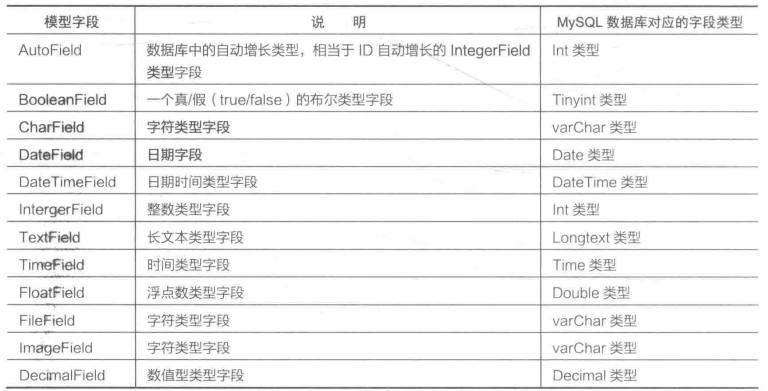 模型字段 说 明 MySQL 数据库对应的字段类型
AutoField 数据库中的自动增长类型，相当于 ID 自动增长的 IntegerField Int 类型
类型字段
BooleanField 一个真/假（true/false）的布尔类型字段 Tinyint 类型
CharField 字符类型字段 varChar 类型
DateField 日期字段 Date 类型
DateTimeField 日期时间类型字段 DateTime 类型
IntergerField 整数类型字段 Int 类型
TextField 长文本类型字段 Longtext 类型
TimeField 时间类型字段 Time 类型
FloatField 浮点数类型字段 Double 类型
FileField 字符类型字段 varChar 类型
ImageField 字符类型字段 varChar 类型
DecimalField 数值型类型字段 Decimal 类型